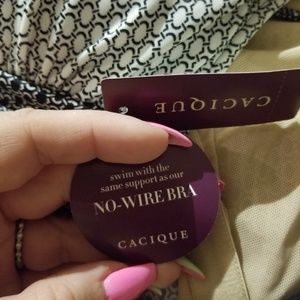 CACIQUE
swim with the
same support as our
NO-WIRE BRA
CACIQUE